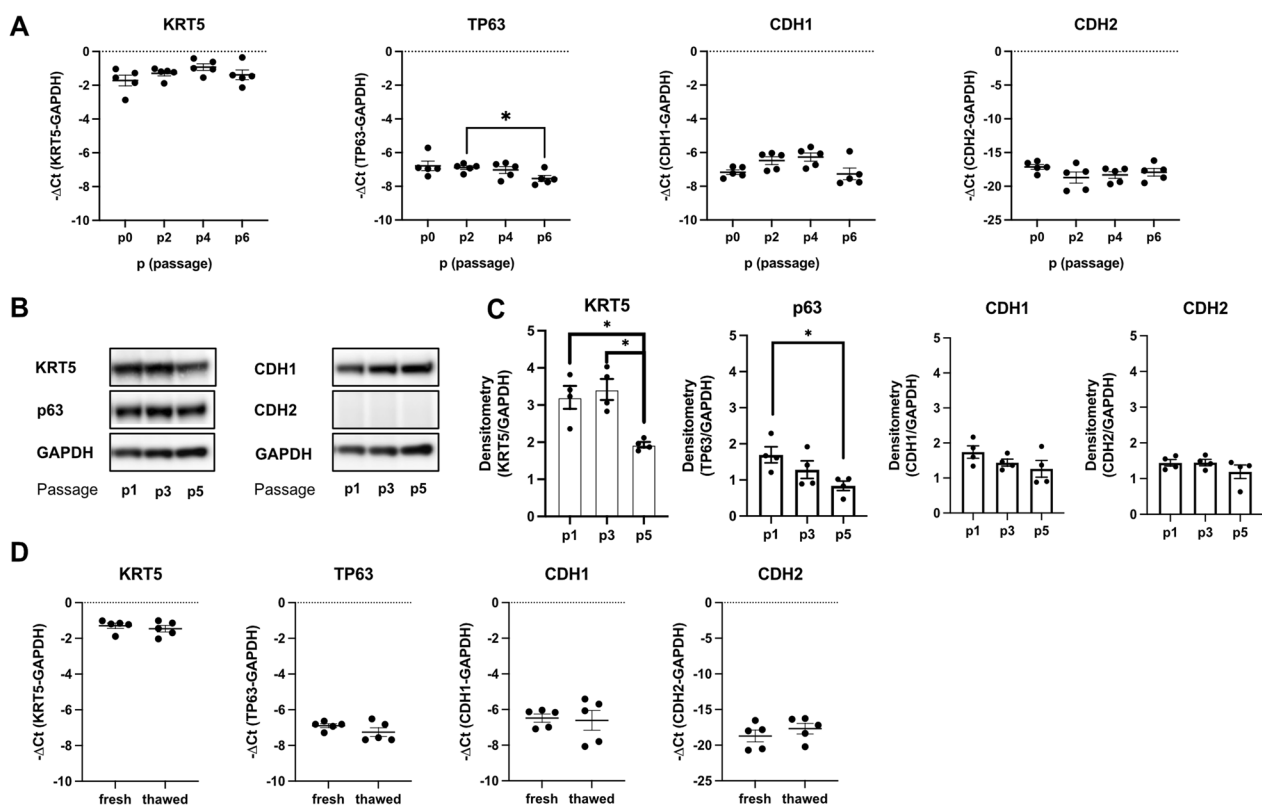 A
KRT5
TP63
CDH1
CDH2
-ΔCt (KRT5-GAPDH)
0
-2
-4
-6
-8
-10
p0 p2 p4 p6
p (passage)
-ΔCt (TP63-GAPDH)
0
-2
-4
-6
-8
-10
*
p0 p2 p4 p6
p (passage)
-ΔCt (CDH1-GAPDH)
0
-2
-4
-6
-8
-10
p0 p2 p4 p6
p (passage)
-ΔCt (CDH2-GAPDH)
0
-5
-10
-15
-20
-25
p0 p2 p4 p6
p (passage)
B
KRT5
p63
GAPDH
Passage p1 p3 p5
CDH1
CDH2
GAPDH
Passage p1 p3 p5
C
KRT5
Densitometry
(KRT5/GAPDH)
5
4
3
2
1
0
*
*
p1 p3 p5
p63
Densitometry
(TP63/GAPDH)
5
4
3
2
1
0
*
p1 p3 p5
CDH1
Densitometry
(CDH1/GAPDH)
5
4
3
2
1
0
p1 p3 p5
CDH2
Densitometry
(CDH2/GAPDH)
5
4
3
2
1
0
p1 p3 p5
D
KRT5
-ΔCt (KRT5-GAPDH)
0
-2
-4
-6
-8
-10
fresh thawed
TP63
-ΔCt (TP63-GAPDH)
0
-2
-4
-6
-8
-10
fresh thawed
CDH1
-ΔCt (CDH1-GAPDH)
0
-2
-4
-6
-8
-10
fresh thawed
CDH2
-ΔCt (CDH2-GAPDH)
0
-5
-10
-15
-20
-25
fresh thawed